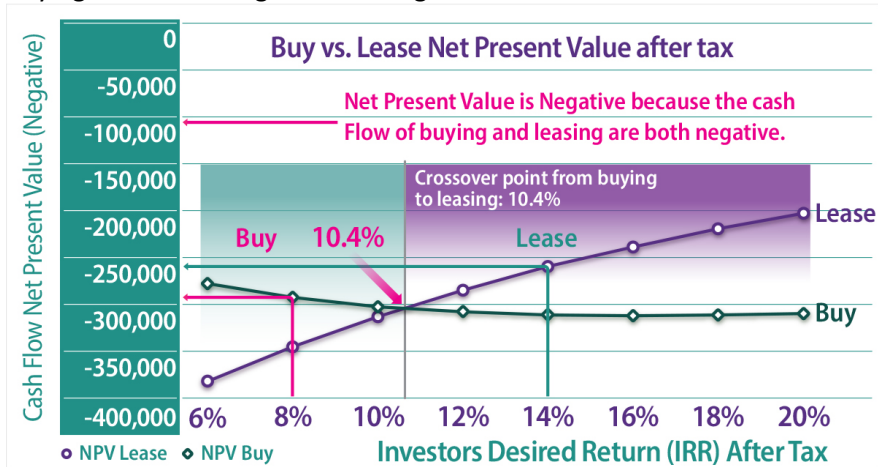 Buy vs. Lease Net Present Value after tax
Cash Flow Net Present Value (Negative)
0
-50,000
-100,000
-150,000
-200,000
-250,000
-300,000
-350,000
-400,000
Net Present Value is Negative because the cash
Flow of buying and leasing are both negative.
Crossover point from buying
to leasing: 10.4%
Buy 10.4% Lease
Lease
Buy
6% 8% 10% 12% 14% 16% 18% 20%
NPV Lease NPV Buy
Investors Desired Return (IRR) After Tax